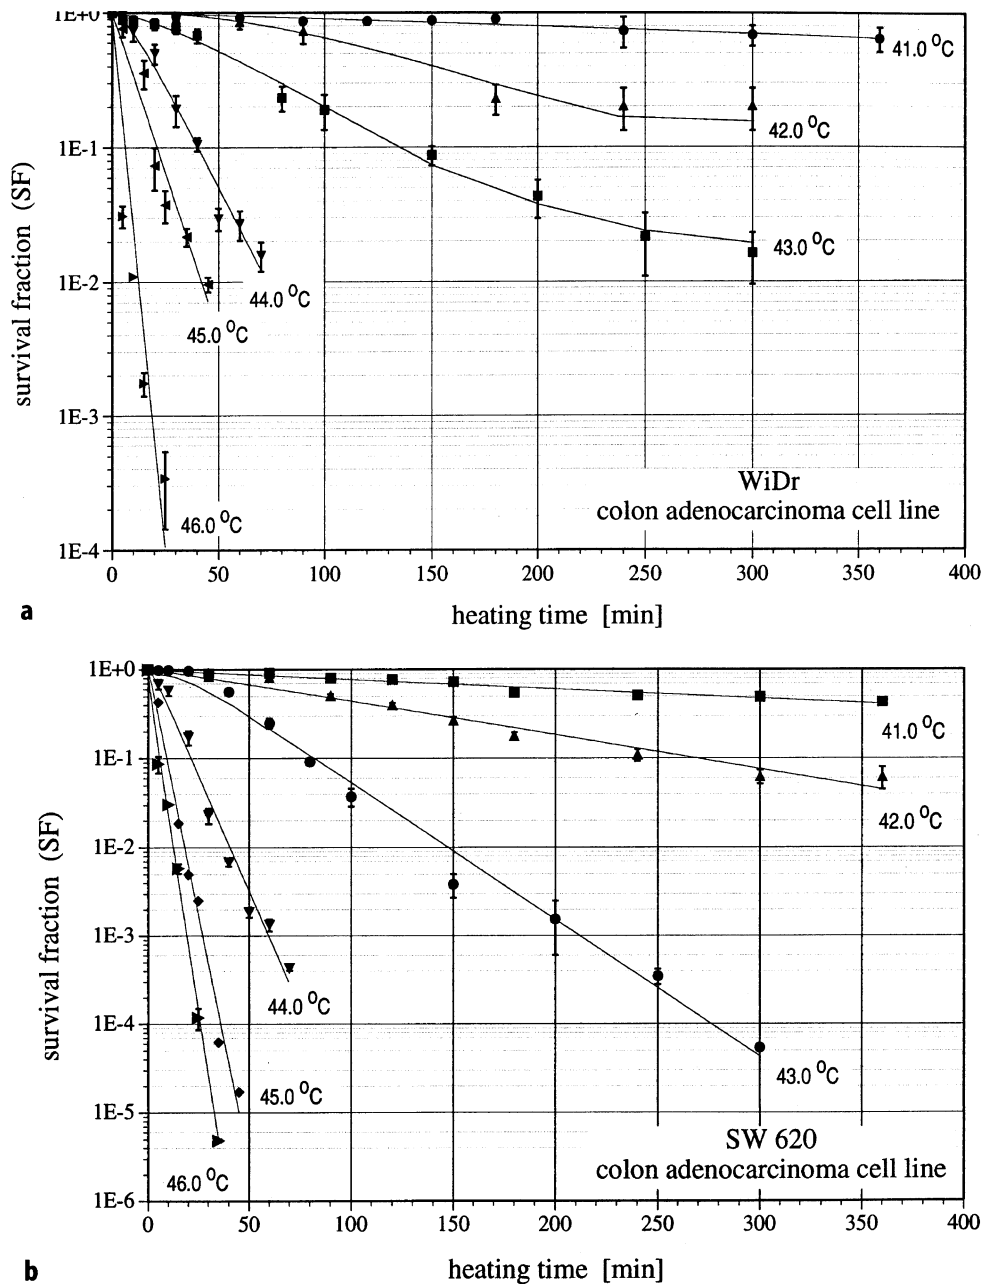 1E+0
41.0 °C
42.0 °C
1E-1
43.0 °C
1E-2
44.0 °C
45.0 °C
1E-3
46.0 °C
WiDr
colon adenocarcinoma cell line
1E-4
survival fraction (SF)
0 50 100 150 200 250 300 350 400
a
heating time [min]
1E+0
41.0 °C
1E-1
42.0 °C
1E-2
1E-3
44.0 °C
1E-4
43.0 °C
45.0 °C
1E-5
SW 620
colon adenocarcinoma cell line
46.0 °C
1E-6
survival fraction (SF)
0 50 100 150 200 250 300 350 400
b
heating time [min]